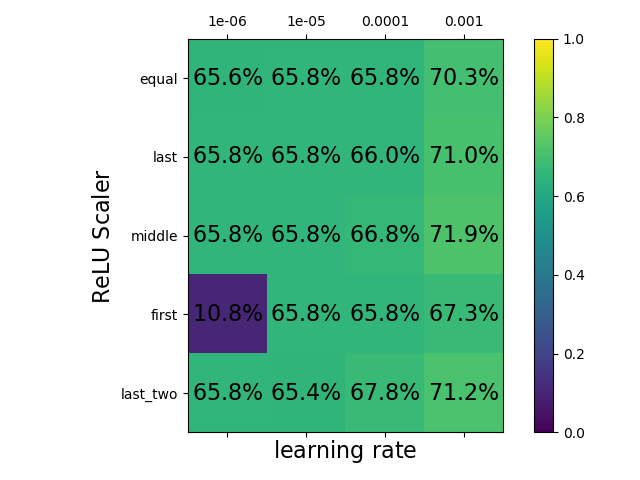 1e-06 1e-05 0.0001 0.001
equal 65.6% 65.8% 65.8% 70.3%
last 65.8% 65.8% 66.0% 71.0%
middle 65.8% 65.8% 66.8% 71.9%
first 10.8% 65.8% 65.8% 67.3%
last_two 65.8% 65.4% 67.8% 71.2%
ReLU Scaler
learning rate
1.0
0.8
0.6
0.4
0.2
0.0